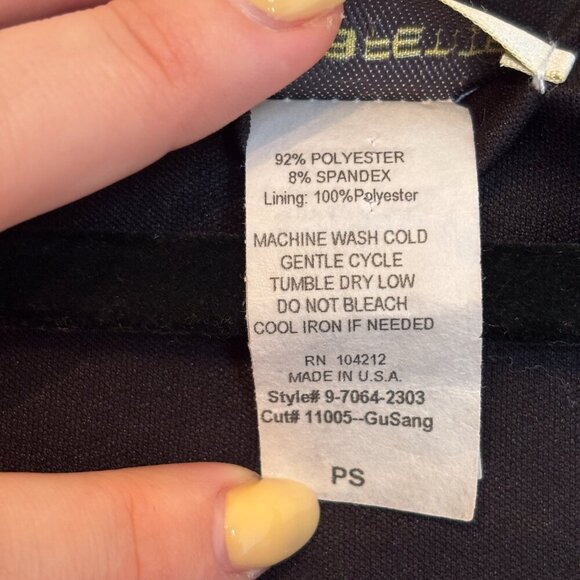 92% POLYESTER
8% SPANDEX
Lining: 100%Polyester
MACHINE WASH COLD
GENTLE CYCLE
TUMBLE DRY LOW
DO NOT BLEACH
COOL IRON IF NEEDED
RN 104212
MADE IN U.S.A.
Style# 9-7064-2303
Cut# 11005--GuSang
PS